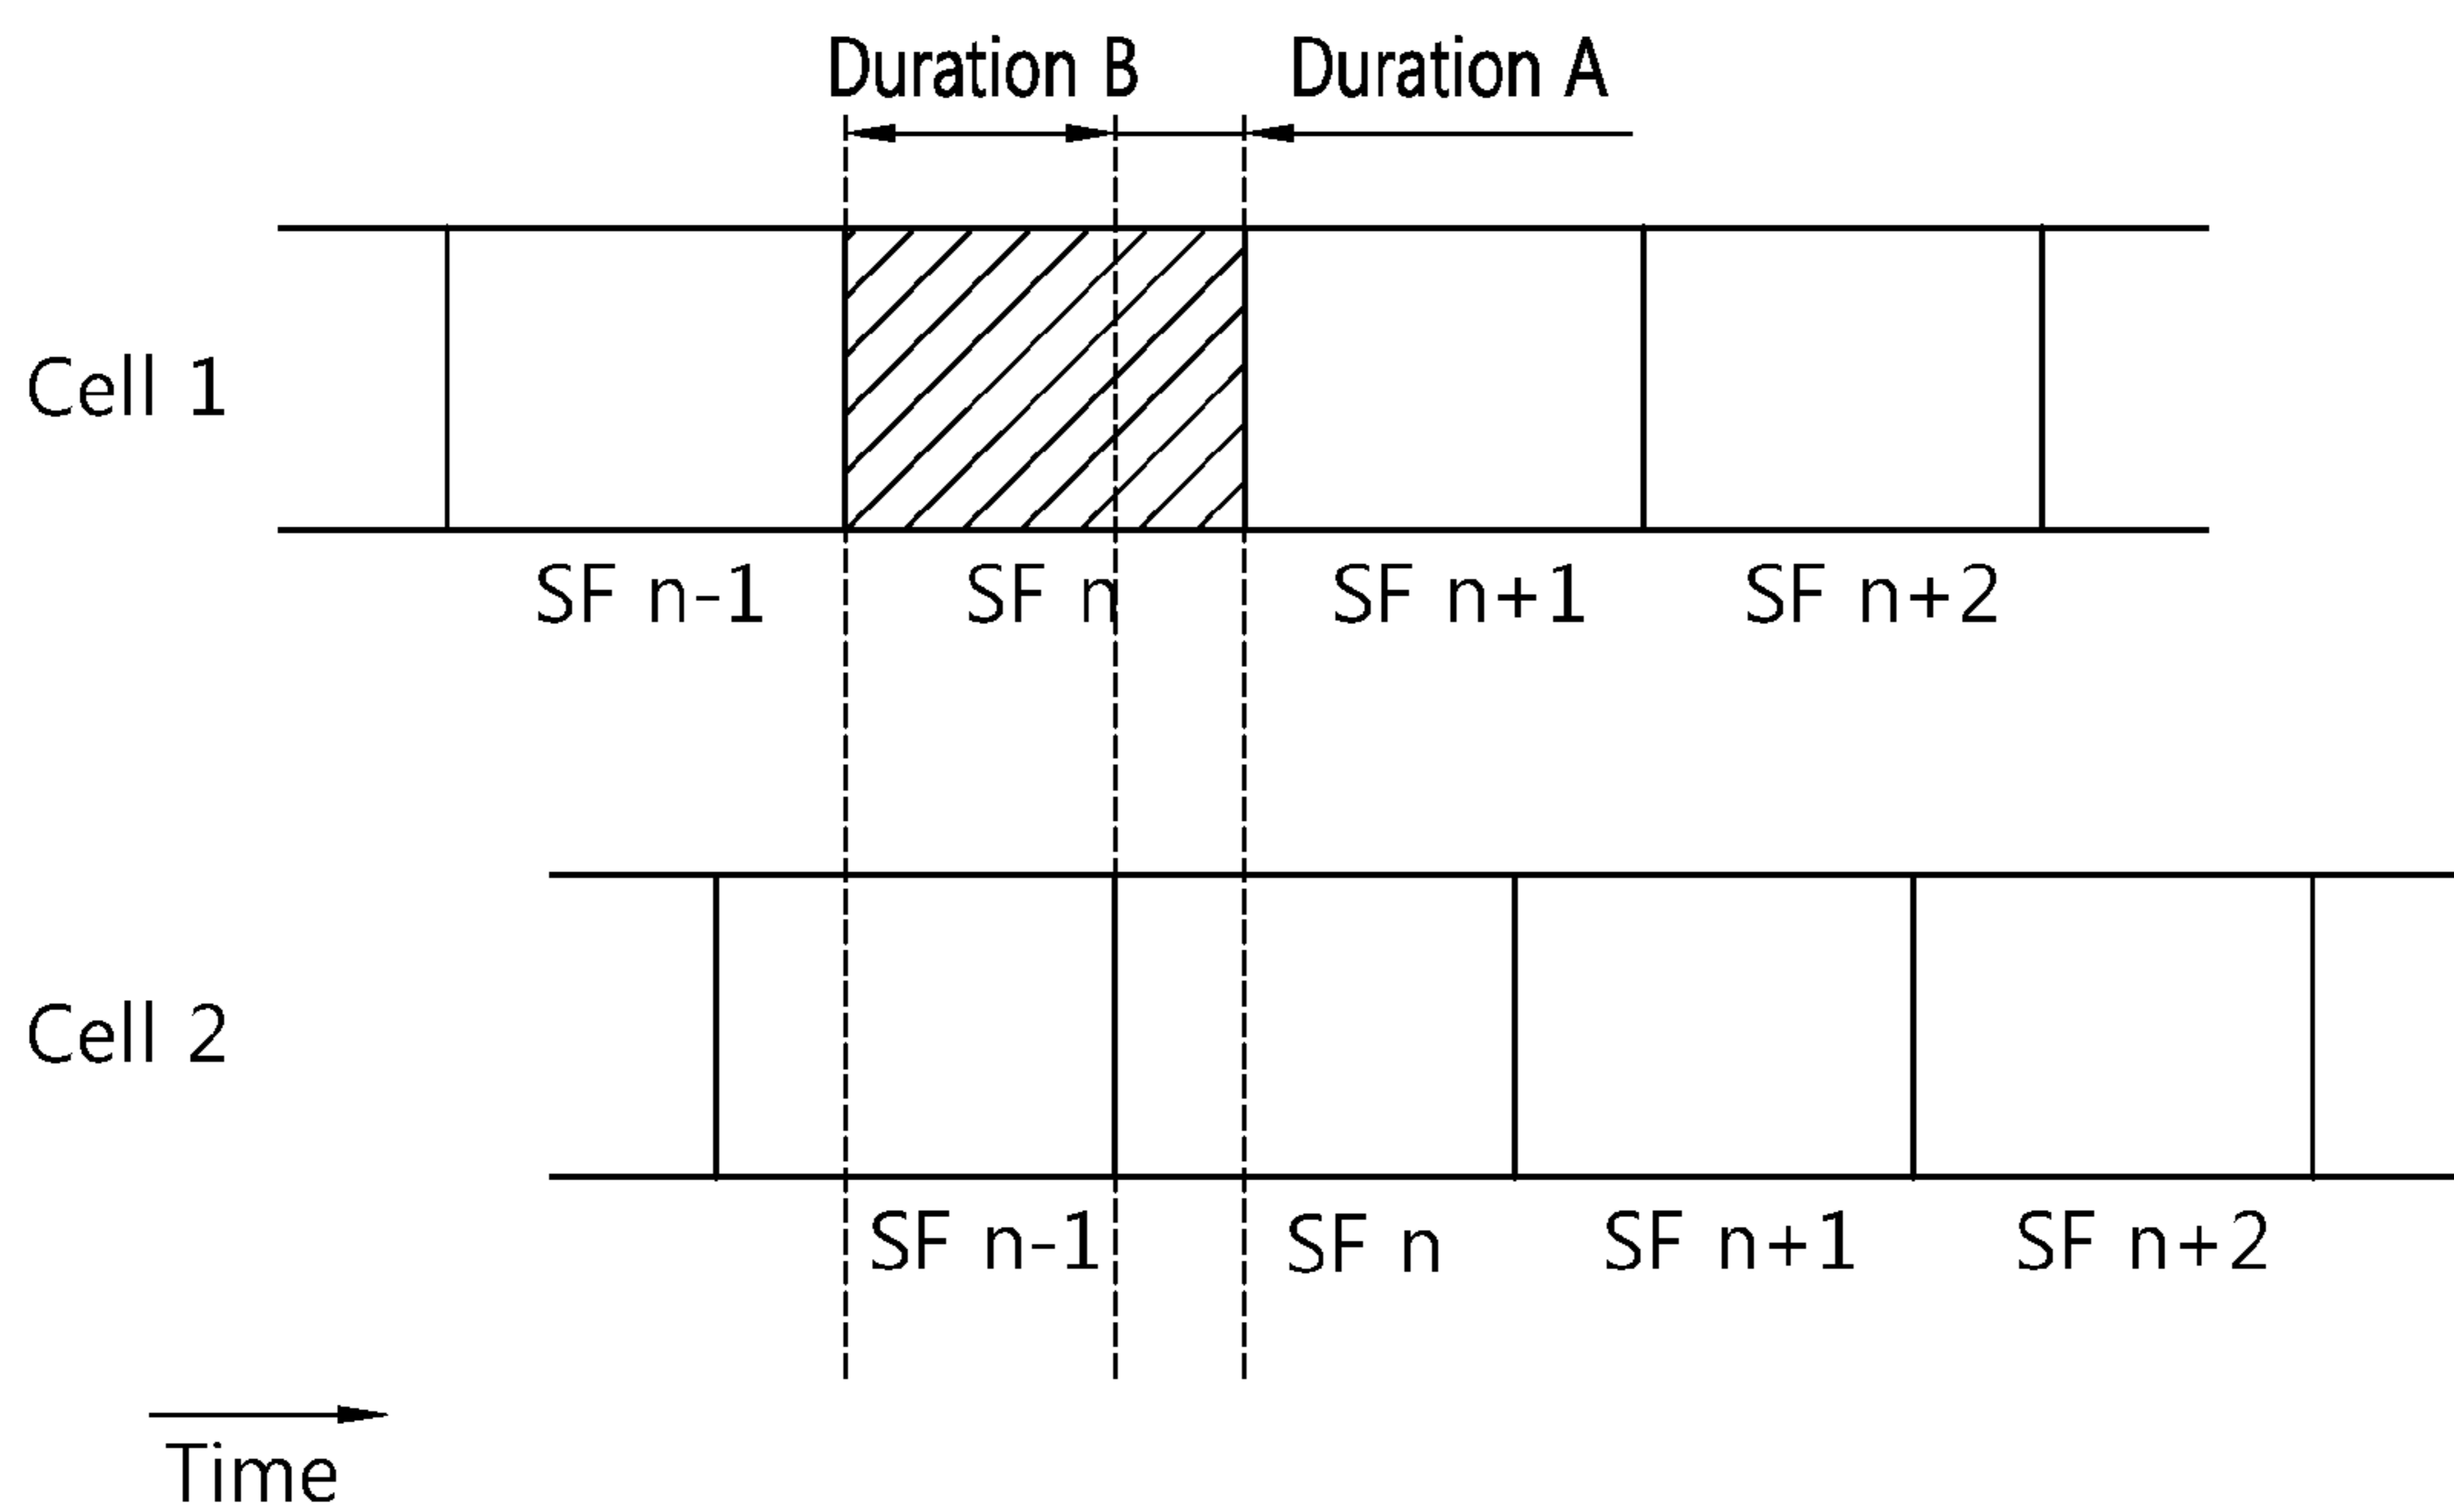 Duration B Duration A
Cell 1
SF n-1 SF n SF n+1 SF n+2
Cell 2
SF n-1 SF n SF n+1 SF n+2
Time